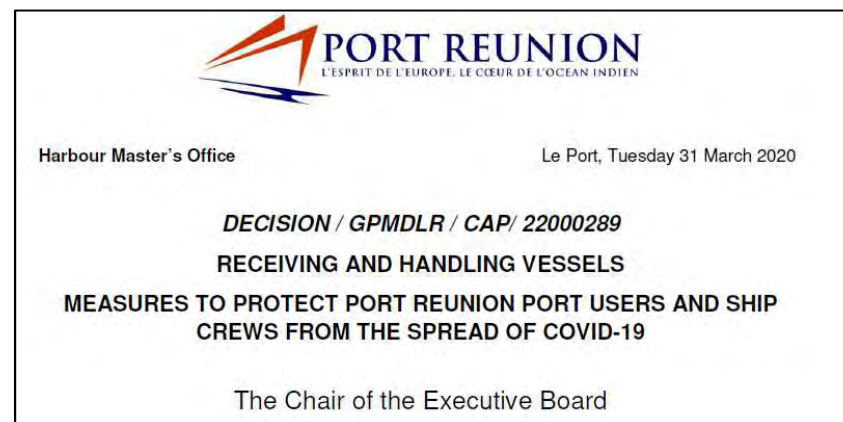 PORT REUNION
L'ESPRIT DE L'EUROPE, LE CŒUR DE L'OCEAN INDIEN
Harbour Master's Office
Le Port, Tuesday 31 March 2020
DECISION / GPMDLR / CAP/ 22000289
RECEIVING AND HANDLING VESSELS
MEASURES TO PROTECT PORT REUNION PORT USERS AND SHIP
CREWS FROM THE SPREAD OF COVID-19
The Chair of the Executive Board